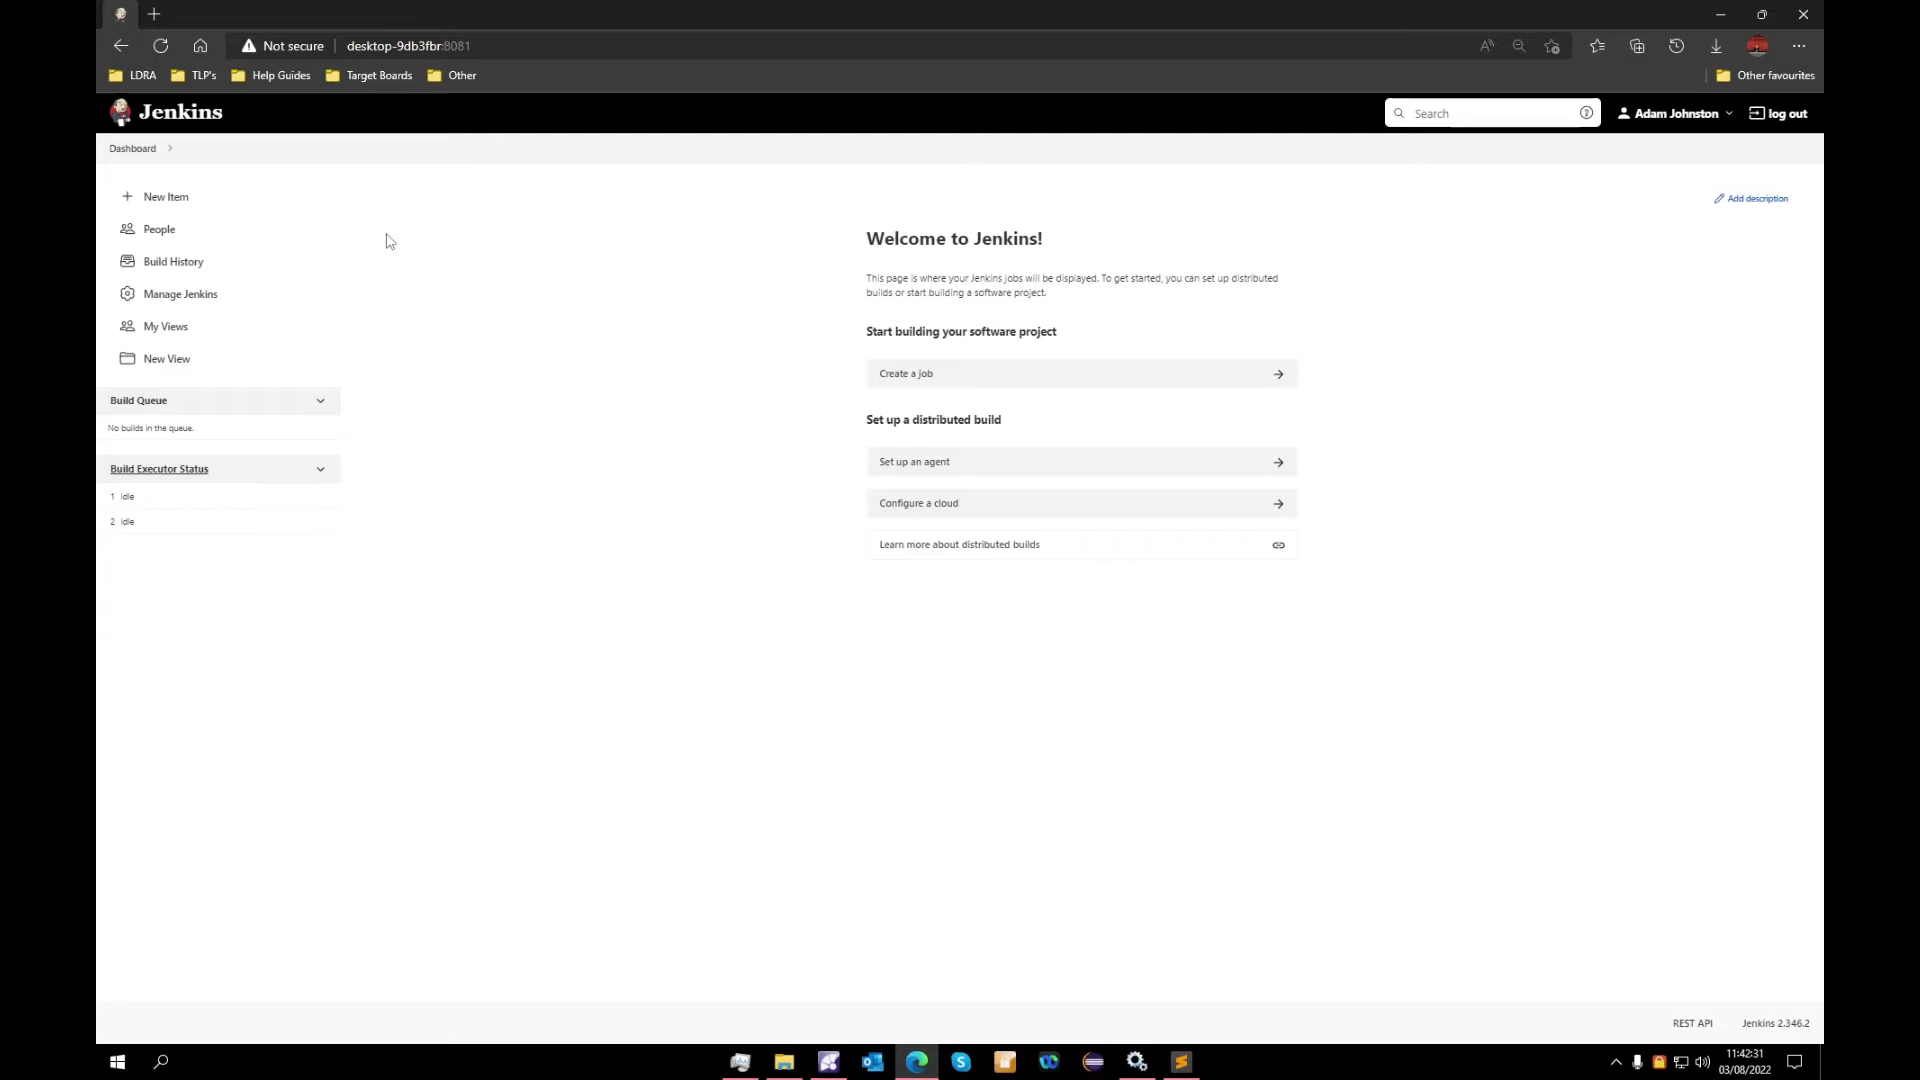 Not secure
desktop-9db3fbr:8081
LDRA
TLP's
Help Guides
Target Boards
Other
Other favourites
Jenkins
Search
Adam Johnston
log out
Dashboard
New Item
People
Build History
Manage Jenkins
My Views
New View
Build Queue
No builds in the queue.
Build Executor Status
1 Idle
2 Idle
Add description
Welcome to Jenkins!
This page is where your Jenkins jobs will be displayed. To get started, you can set up distributed
builds or start building a software project.
Start building your software project
Create a job
Set up a distributed build
Set up an agent
Configure a cloud
Learn more about distributed builds
REST API
Jenkins 2.346.2
11:42:31
03/08/2022